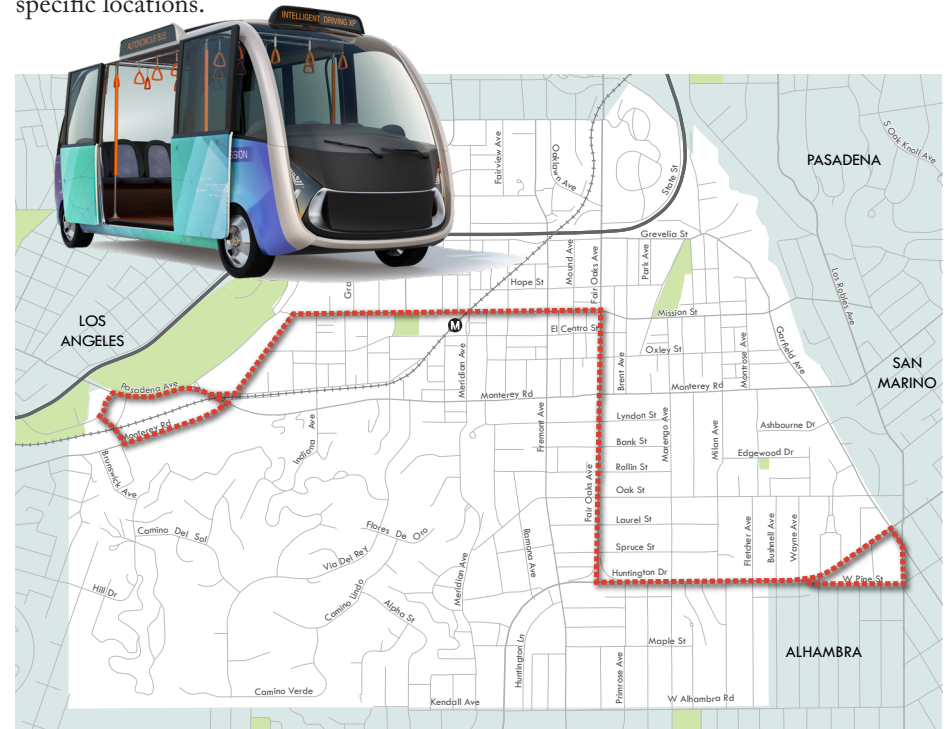 specific locations.
INTELLIGENT DRIVING XP
AUTONOMOUS BUS
Fairview Ave
Oaklawn Ave
State St
PASADENA
S Oak Knoll Ave
Grevelia St
Mound Ave
Fair Oaks Ave
Park Ave
Hope St
Los Robles Ave
LOS
ANGELES
M
El Centro St
Mission St
Oxley St
Brent Ave
Montrose Ave
Garfield Ave
SAN
MARINO
Pasadena Ave
Meridian Ave
Monterey Rd
Monterey Rd
Monterey Rd
Indiana Ave
Fremont Ave
Lyndon St
Marengo Ave
Milan Ave
Ashbourne Dr
Bank St
Edgewood Dr
Rollin St
Brunswick Ave
Oak St
Fair Oaks Ave
Camino Del Sol
Flores De Oro
Laurel St
Fletcher Ave
Bushnell Ave
Wayne Ave
Via Del Rey
Ramona Ave
Spruce St
Meridian Ave
Huntington Dr
W Pine St
Hill Dr
Camino Lindo
Alpha St
Huntington Ln
Maple St
ALHAMBRA
Primrose Ave
Camino Verde
Kendall Ave
W Alhambra Rd